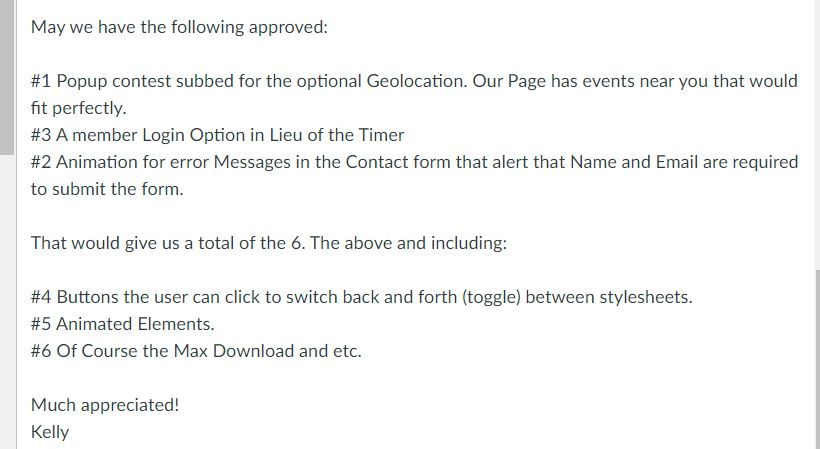 May we have the following approved:
#1 Popup contest subbed for the optional Geolocation. Our Page has events near you that would
fit perfectly.
#3 A member Login Option in Lieu of the Timer
#2 Animation for error Messages in the Contact form that alert that Name and Email are required
to submit the form.
That would give us a total of the 6. The above and including:
#4 Buttons the user can click to switch back and forth (toggle) between stylesheets.
#5 Animated Elements.
#6 Of Course the Max Download and etc.
Much appreciated!
Kelly